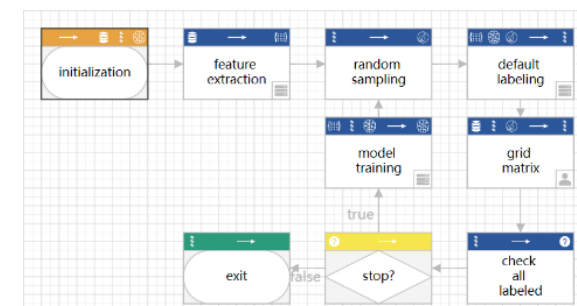 initialization
feature
extraction
random
sampling
default
labeling
model
training
grid
matrix
true
exit
false
stop?
check
all
labeled